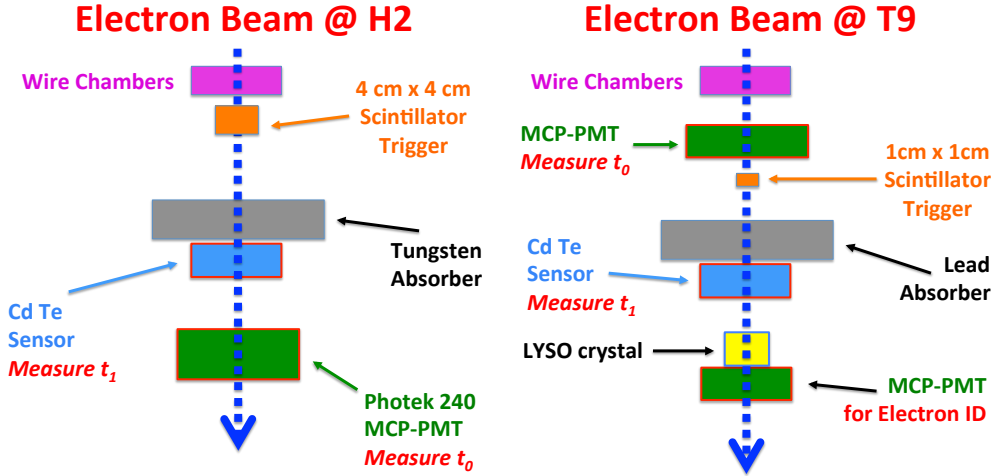 Electron Beam @ H2
Wire Chambers
4 cm x 4 cm
Scintillator
Trigger
Tungsten
Absorber
Cd Te
Sensor
Measure t1
Photek 240
MCP-PMT
Measure t0
Electron Beam @ T9
Wire Chambers
MCP-PMT
Measure t0
1cm x 1cm
Scintillator
Trigger
Cd Te
Sensor
Measure t1
Lead
Absorber
LYSO crystal
MCP-PMT
for Electron ID